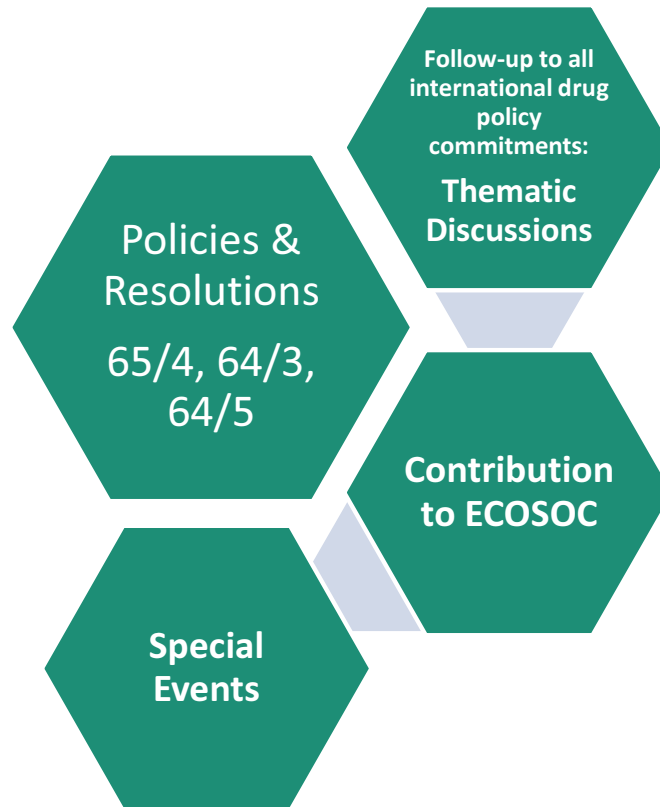 Follow-up to all
international drug
policy
commitments:
Thematic
Discussions
Policies &
Resolutions
65/4, 64/3,
64/5
Contribution
to ECOSOC
Special
Events